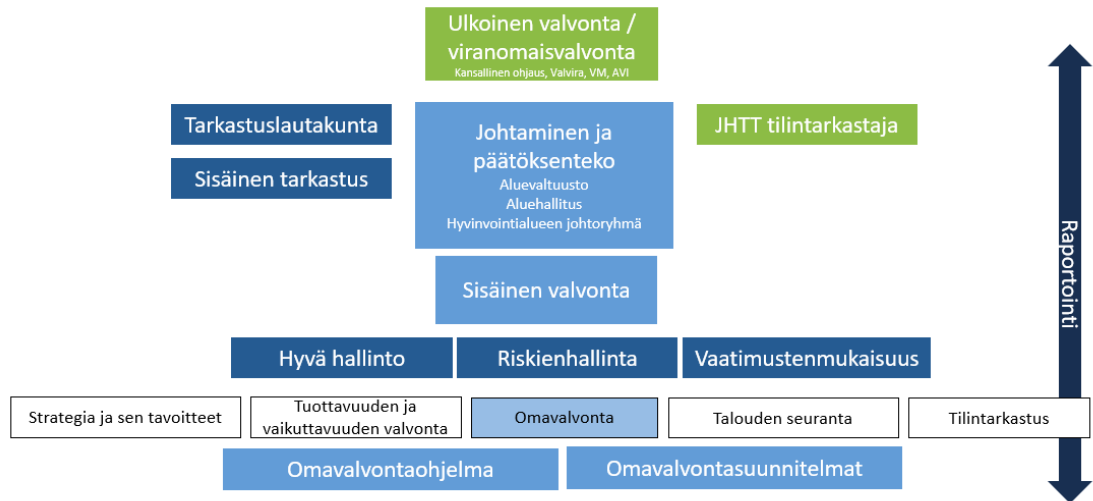 Ulkoinen valvonta /
viranomaisvalvonta
Kansallinen ohjaus, Valvira, VM, AVI
Tarkastuslautakunta
Sisäinen tarkastus
Johtaminen ja
päätöksenteko
Aluevaltuusto
Aluehallitus
Hyvinvointialueen johtoryhmä
JHTT tilintarkastaja
Sisäinen valvonta
Hyvä hallinto
Riskienhallinta
Vaatimustenmukaisuus
Strategia ja sen tavoitteet
Tuottavuuden ja
vaikuttavuuden valvonta
Omavalvonta
Talouden seuranta
Tilintarkastus
Omavalvontaohjelma
Omavalvontasuunnitelmat
Raportointi